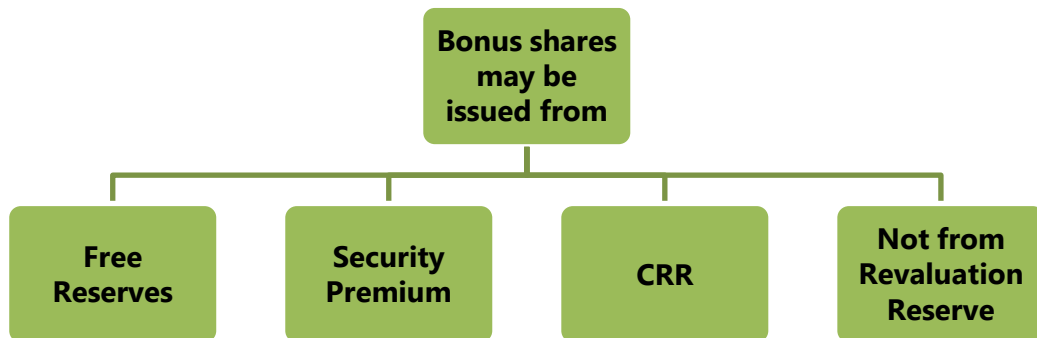 Bonus shares
may be
issued from
Free
Reserves
Security
Premium
CRR
Not from
Revaluation
Reserve